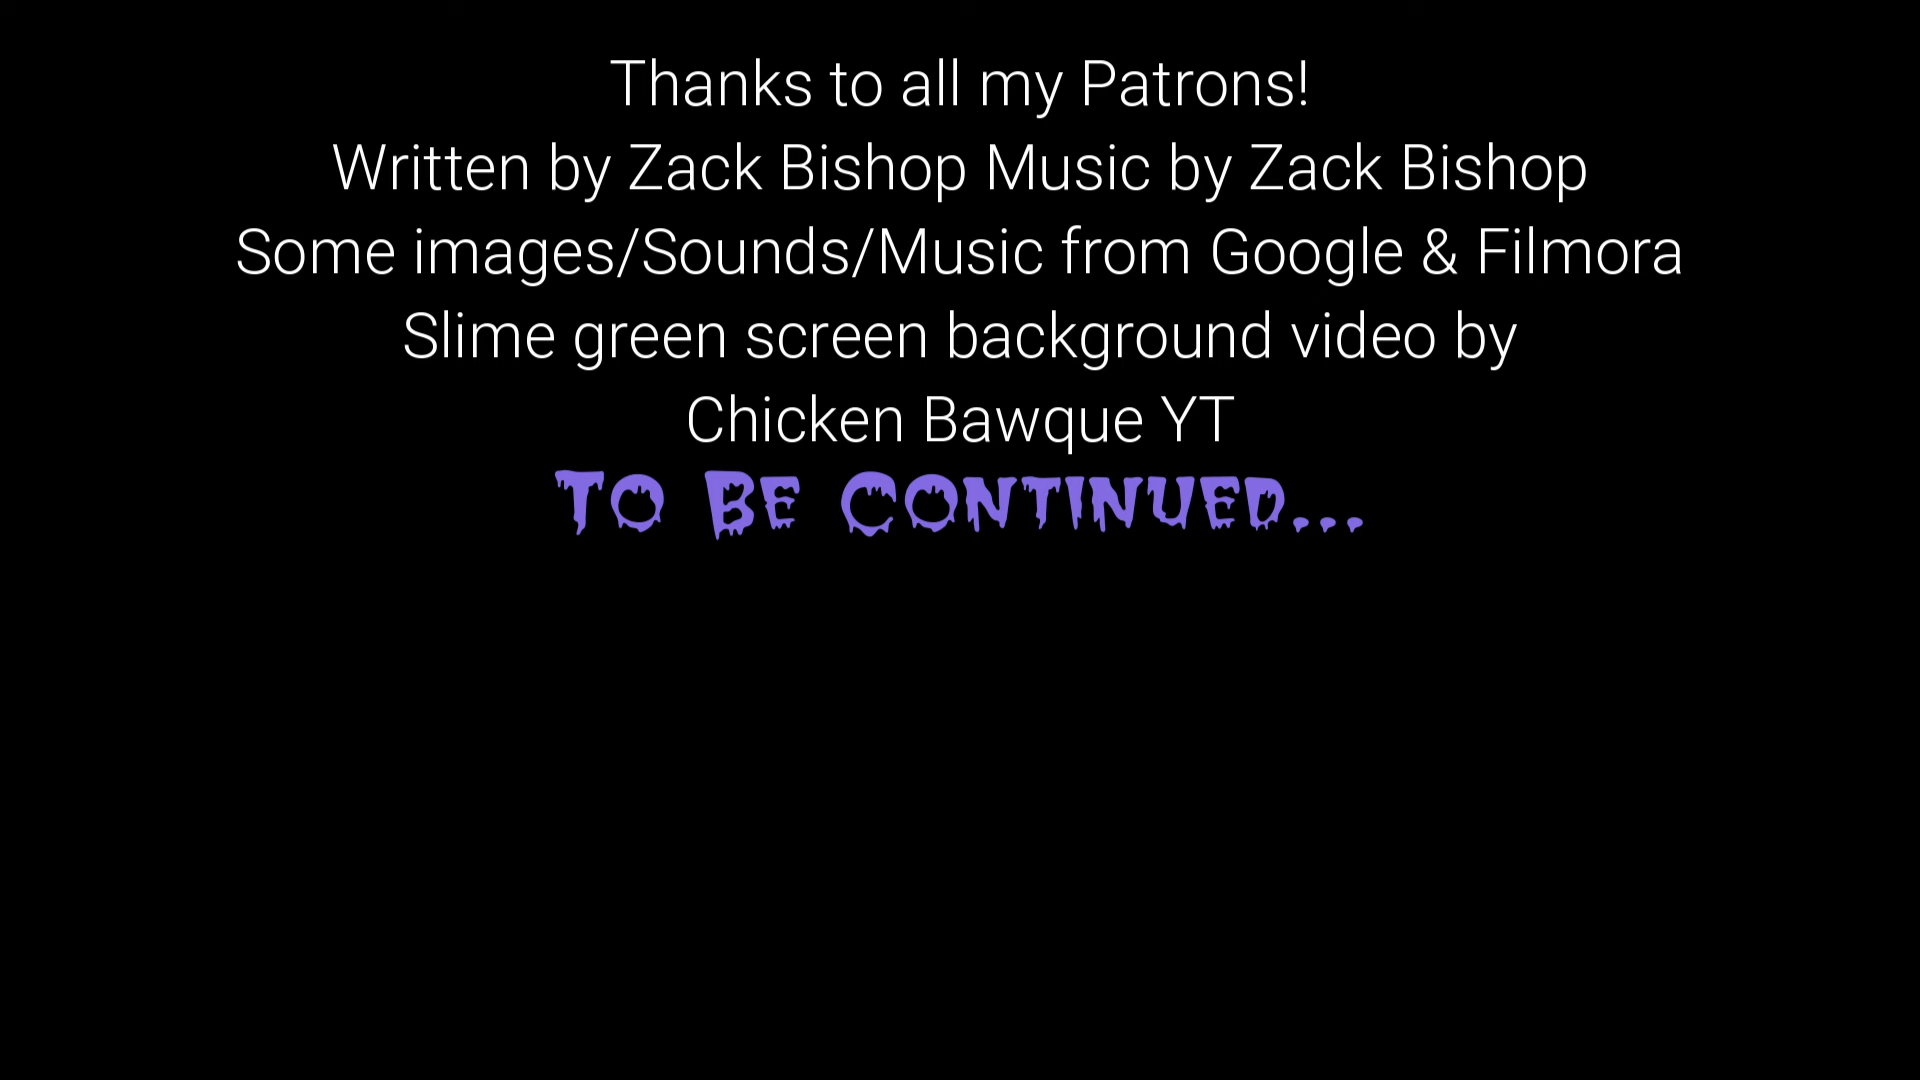 Thanks to all my Patrons!
Written by Zack Bishop Music by Zack Bishop
Some images/Sounds/Music from Google & Filmora
Slime green screen background video by
Chicken Bawque YT
To Be Continued...